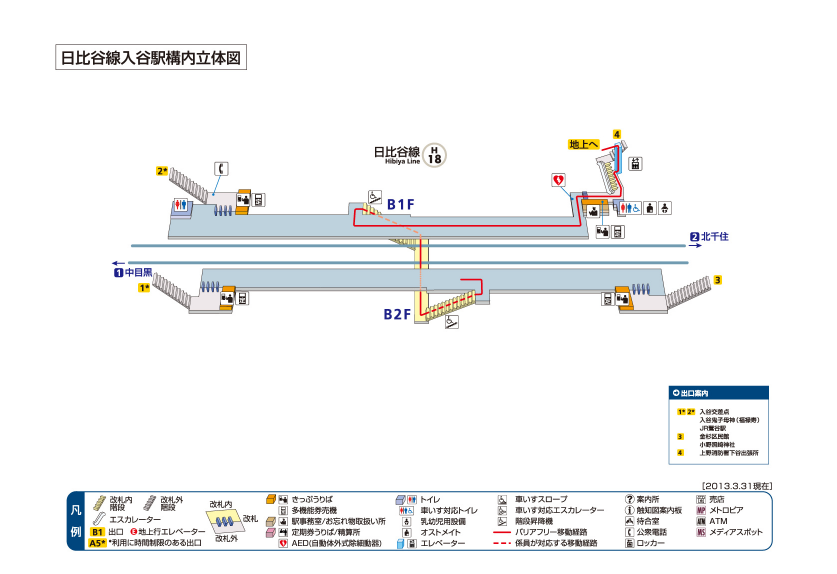 日比谷線入谷駅構内立体図
4
地上へ
日比谷線
Hibiya Line
H
18
2*
B1F
2 北千住
1 中目黒
1*
3
B2F
出口案内
1* 2* 入谷交差点
入谷鬼子母神（福禄寿）
JR鶯谷駅
3 金杉区民館
小野照崎神社
4 上野消防署下谷出張所
［2013.3.31現在］
凡例
改札内階段
改札外階段
エスカレーター
B1 出口 E 地上行エレベーター
A5* *利用に時間制限のある出口
改札内
改札
改札外
きっぷうりば
多機能券売機
駅事務室/お忘れ物取扱い所
定期券うりば/精算所
AED(自動体外式除細動器)
トイレ
車いす対応トイレ
乳幼児用設備
オストメイト
エレベーター
車いすスロープ
車いす対応エスカレーター
階段昇降機
バリアフリー移動経路
係員が対応する移動経路
案内所
触知図案内板
待合室
公衆電話
ロッカー
売店
MP メトロピア
ATM ATM
MS メディアスポット